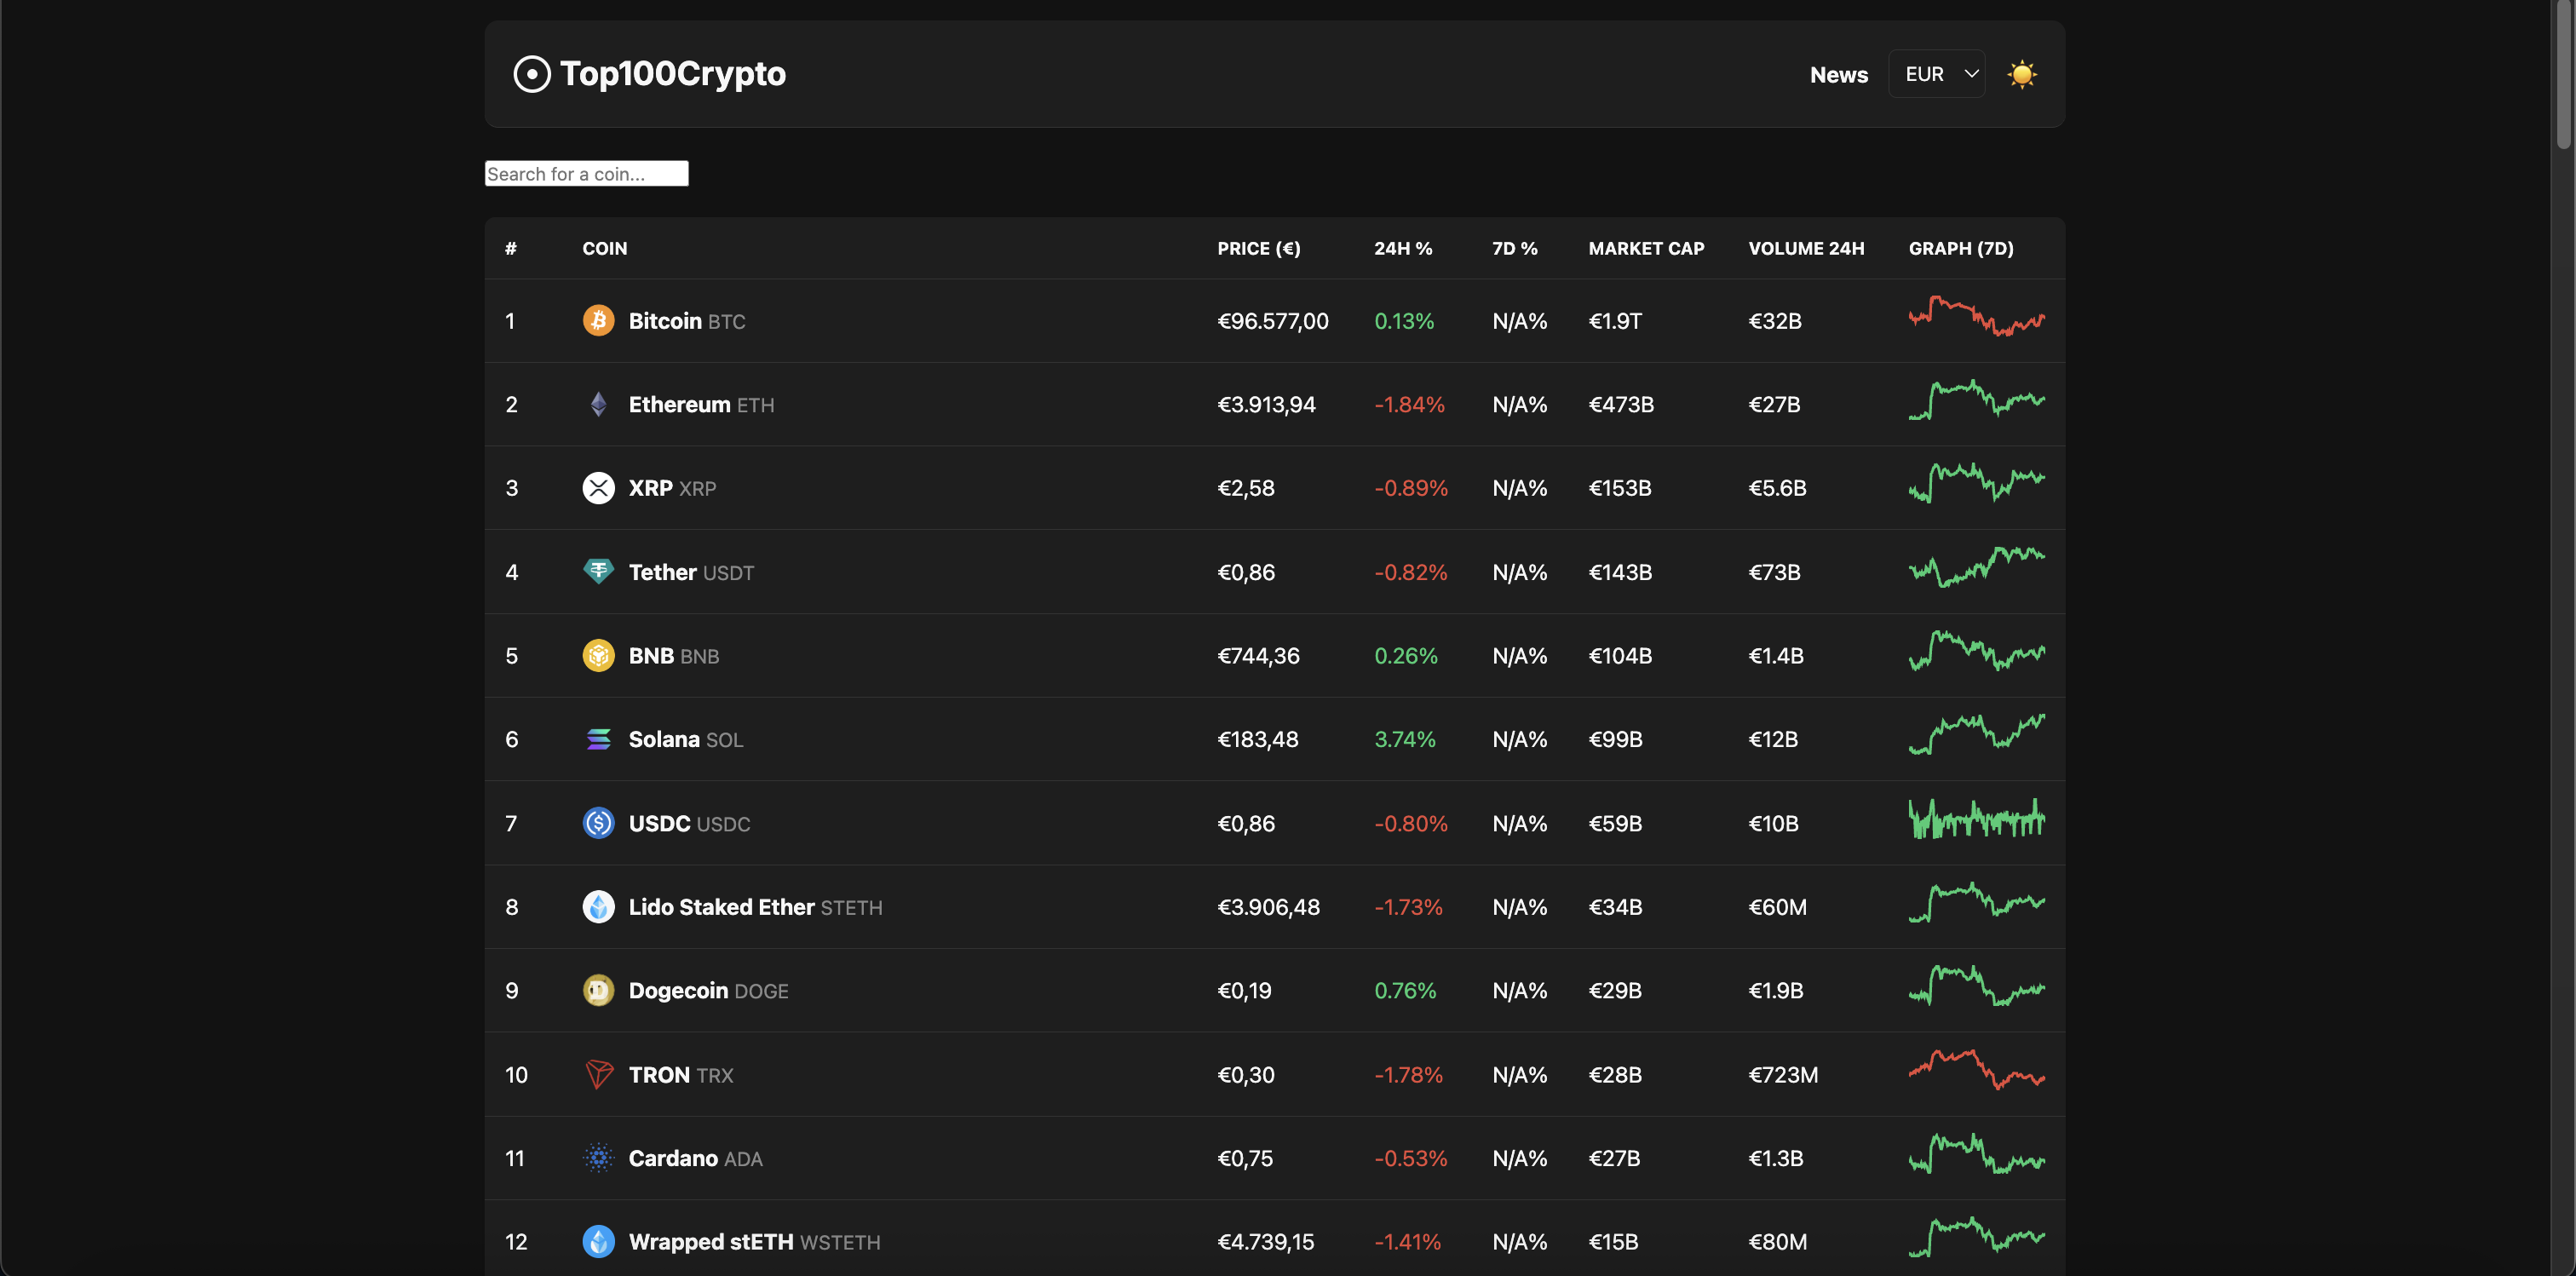 Top100Crypto News EUR
Search for a coin...
# COIN PRICE (€) 24H % 7D % MARKET CAP VOLUME 24H GRAPH (7D)
1 Bitcoin BTC €96.577,00 0.13% N/A% €1.9T €32B
2 Ethereum ETH €3.913,94 -1.84% N/A% €473B €27B
3 XRP XRP €2,58 -0.89% N/A% €153B €5.6B
4 Tether USDT €0,86 -0.82% N/A% €143B €73B
5 BNB BNB €744,36 0.26% N/A% €104B €1.4B
6 Solana SOL €183,48 3.74% N/A% €99B €12B
7 USDC USDC €0,86 -0.80% N/A% €59B €10B
8 Lido Staked Ether STETH €3.906,48 -1.73% N/A% €34B €60M
9 Dogecoin DOGE €0,19 0.76% N/A% €29B €1.9B
10 TRON TRX €0,30 -1.78% N/A% €28B €723M
11 Cardano ADA €0,75 -0.53% N/A% €27B €1.3B
12 Wrapped stETH WSTETH €4.739,15 -1.41% N/A% €15B €80M